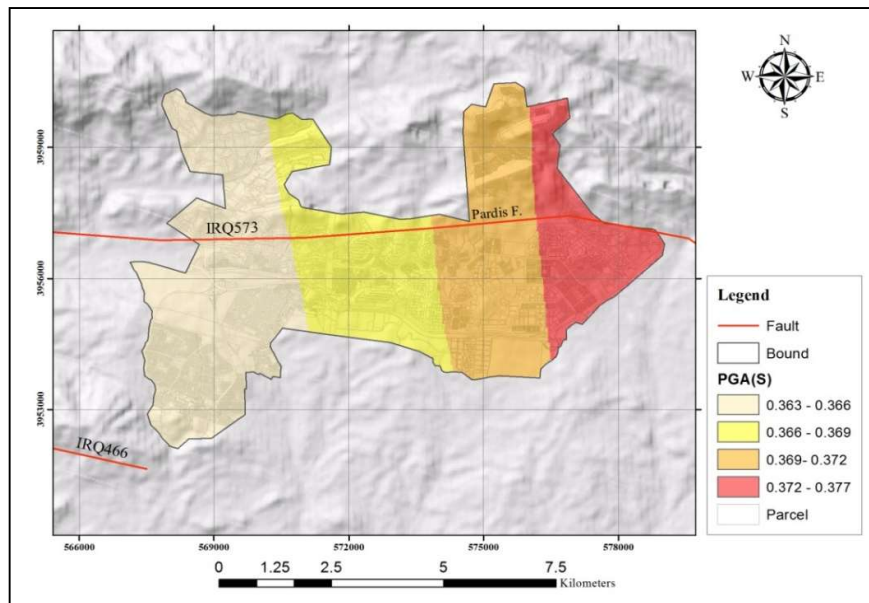 N
W E
S
3959000
3956000
3953000
IRQ573
Pardis F.
IRQ466
566000 569000 572000 575000 578000
0 1.25 2.5 5 7.5
Kilometers
Legend
Fault
Bound
PGA(S)
0.363 - 0.366
0.366 - 0.369
0.369- 0.372
0.372 - 0.377
Parcel